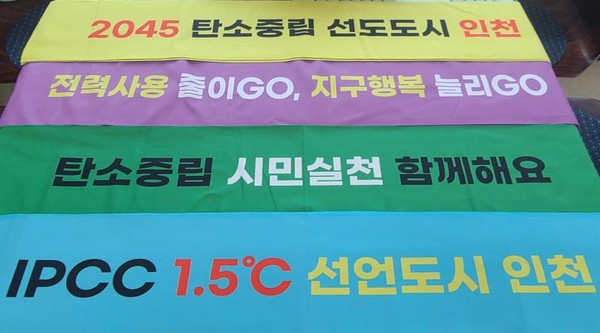 2045 탄소중립 선도도시 인천
전력사용 줄이GO, 지구행복 늘리GO
탄소중립 시민실천 함께해요
IPCC 1.5℃ 선언도시 인천